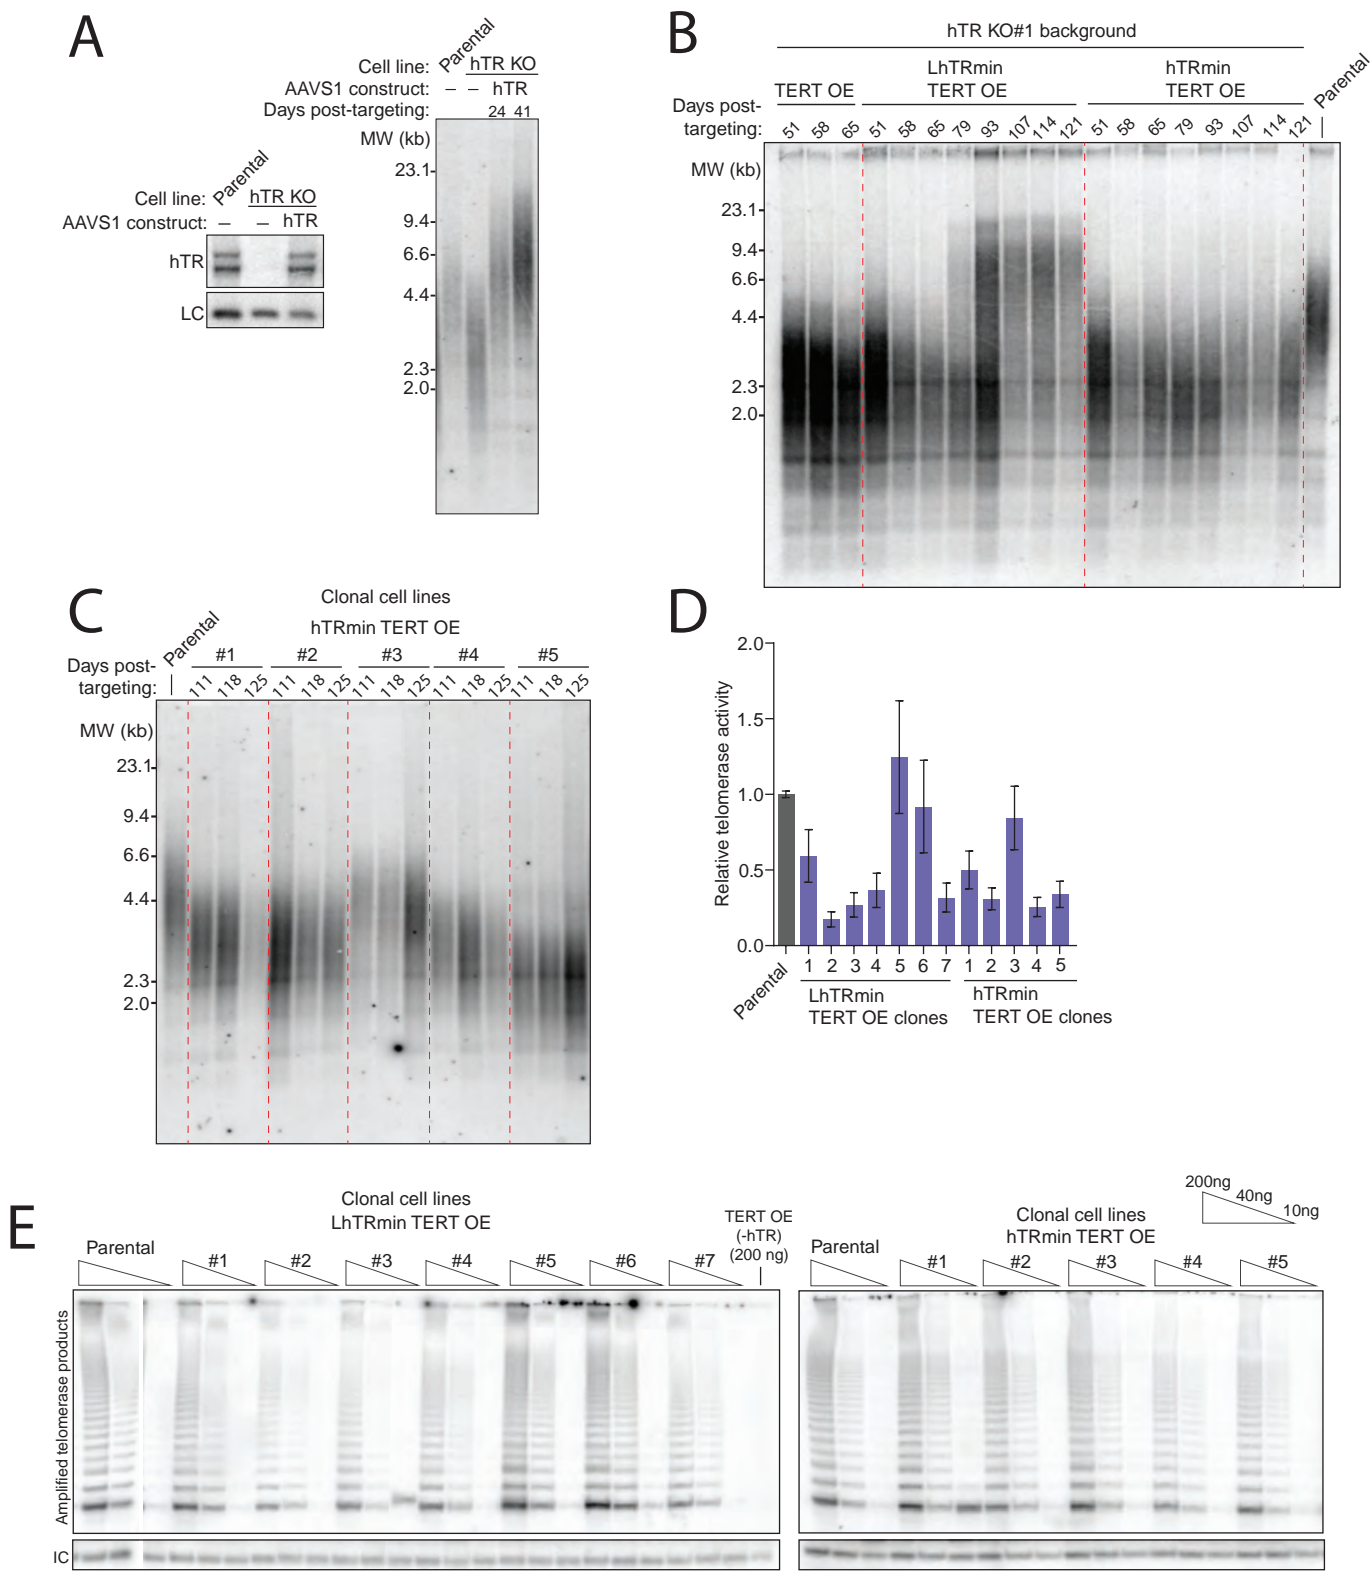 A
Parental
Cell line: hTR KO
AAVS1 construct: – – hTR
Days post-targeting: 24 41
MW (kb)
23.1
9.4
6.6
4.4
2.3
2.0
Parental
Cell line: hTR KO
AAVS1 construct: – – hTR
hTR
LC
B
hTR KO#1 background
TERT OE
LhTRmin
TERT OE
hTRmin
TERT OE
Parental
Days post-
targeting: 51 58 65 51 58 65 79 93 107 114 121 51 58 65 79 93 107 114 121
MW (kb)
23.1
9.4
6.6
4.4
2.3
2.0
C
Clonal cell lines
hTRmin TERT OE
Parental
#1 #2 #3 #4 #5
Days post-
targeting: 111 118 125 111 118 125 111 118 125 111 118 125 111 118 125
MW (kb)
23.1
9.4
6.6
4.4
2.3
2.0
D
Relative telomerase activity
2.0
1.5
1.0
0.5
0.0
Parental
1 2 3 4 5 6 7 1 2 3 4 5
LhTRmin
TERT OE clones
hTRmin
TERT OE clones
E
Clonal cell lines
LhTRmin TERT OE
Parental #1 #2 #3 #4 #5 #6 #7
TERT OE
(-hTR)
(200 ng)
200ng 40ng 10ng
Clonal cell lines
hTRmin TERT OE
Parental #1 #2 #3 #4 #5
Amplified telomerase products
IC